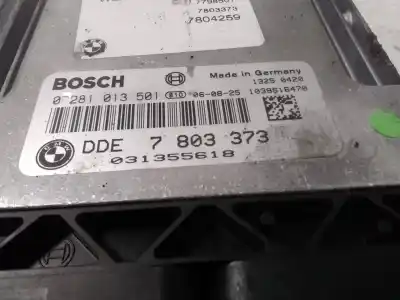 7803373
7804259
BOSCH
Made in Germany
0 281 013 501 06-08-25
1325 0420
1039S16470
DDE 7 803 373
031355618